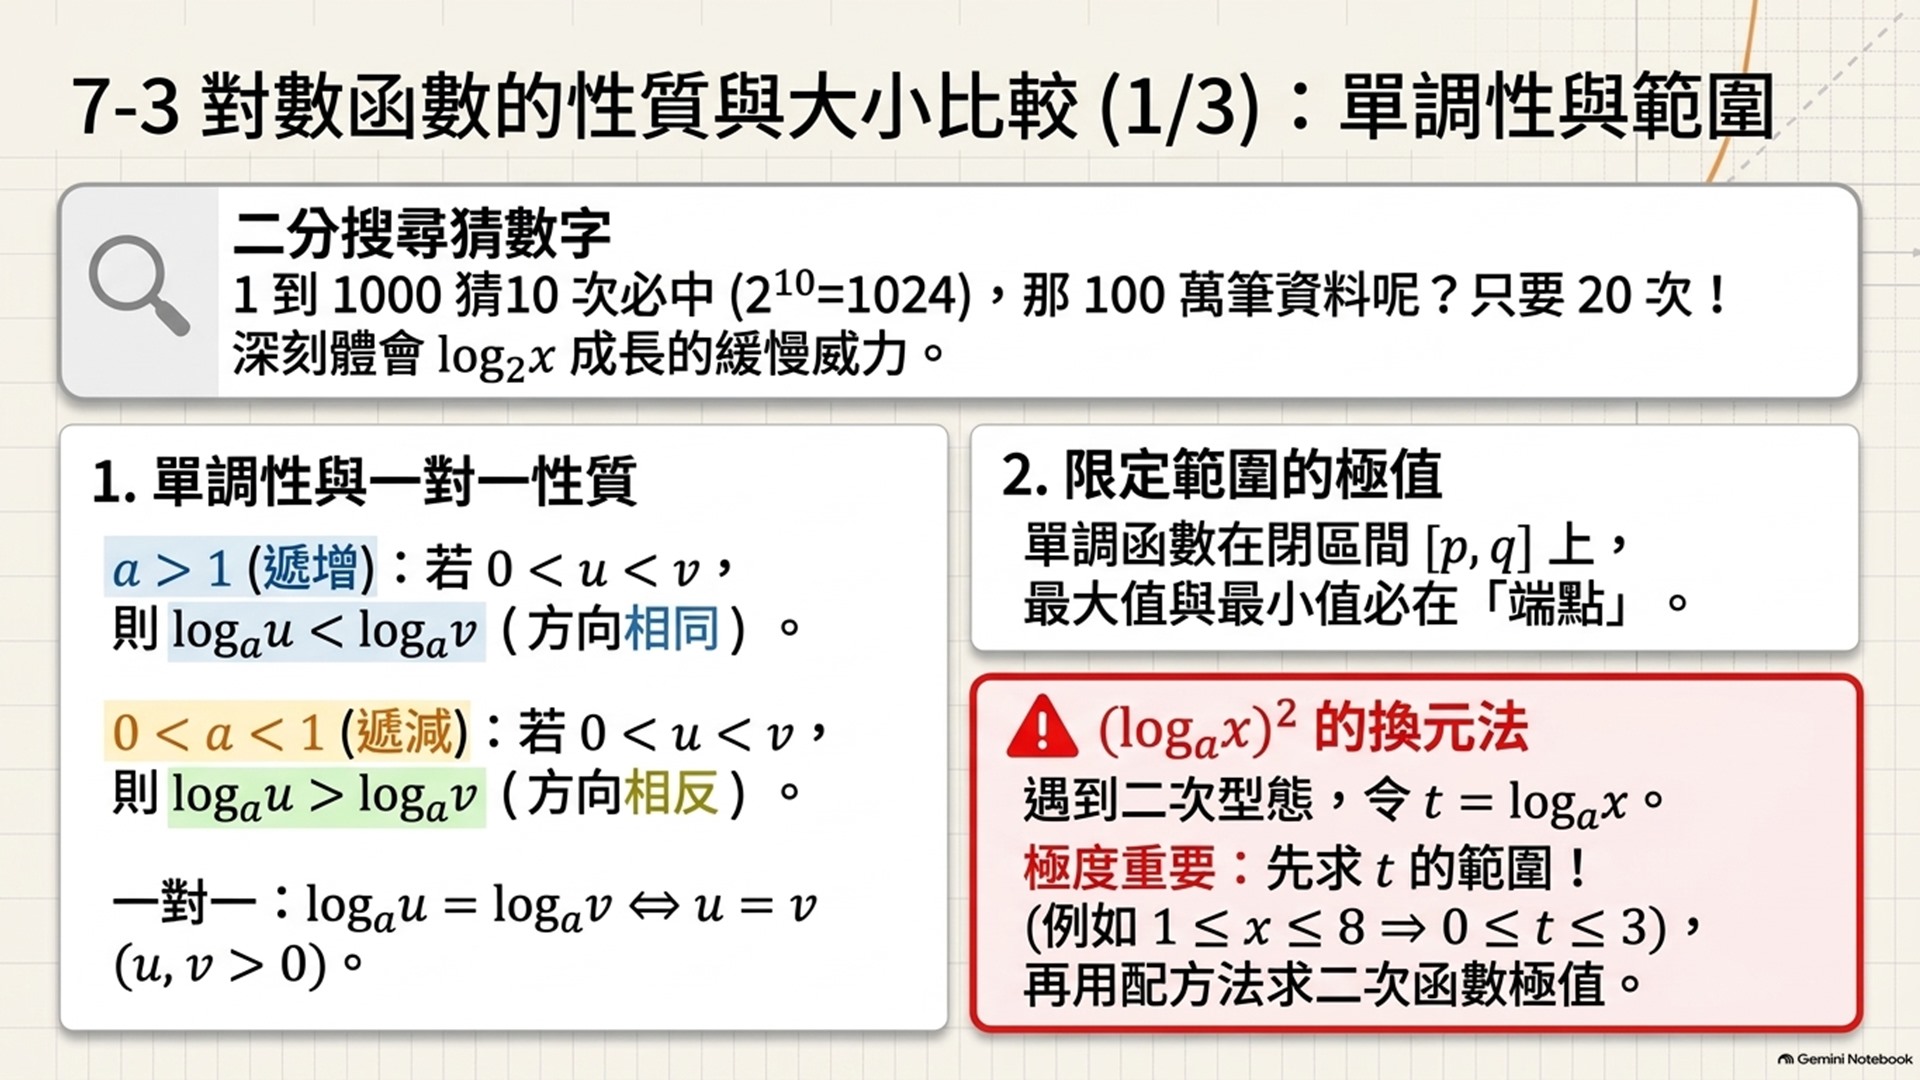 7-3 對數函數的性質與大小比較 (1/3)：單調性與範圍
二分搜尋猜數字
1 到 1000 猜10 次必中 (2¹⁰=1024)，那 100 萬筆資料呢？只要 20 次！
深刻體會 log₂x 成長的緩慢威力。
1. 單調性與一對一性質
a > 1 (遞增)：若 0 < u < v，
則 logₐu < logₐv (方向相同) 。
0 < a < 1 (遞減)：若 0 < u < v，
則 logₐu > logₐv (方向相反) 。
一對一：logₐu = logₐv ⇔ u = v
(u, v > 0)。
2. 限定範圍的極值
單調函數在閉區間 [p, q] 上，
最大值與最小值必在「端點」。
(logₐx)² 的換元法
遇到二次型態，令 t = logₐx。
極度重要：先求 t 的範圍！
(例如 1 ≤ x ≤ 8 ⇒ 0 ≤ t ≤ 3)，
再用配方法求二次函數極值。
Gemini Notebook